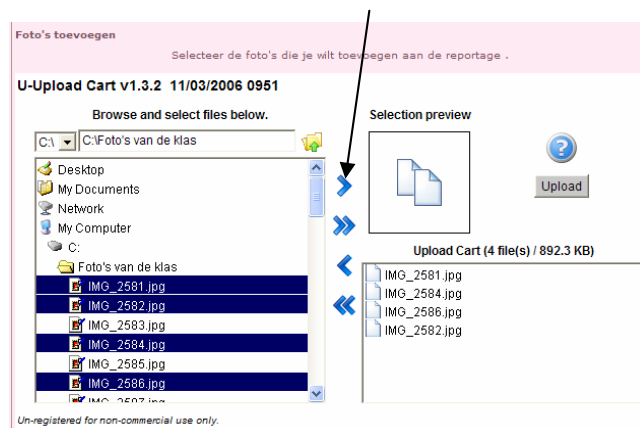 Foto's toevoegen
Selecteer de foto's die je wilt toevoegen aan de reportage .
U-Upload Cart v1.3.2 11/03/2006 0951
Browse and select files below.
C:\ C:\Foto's van de klas
Desktop
My Documents
Network
My Computer
C:
Foto's van de klas
IMG_2581.jpg
IMG_2582.jpg
IMG_2583.jpg
IMG_2584.jpg
IMG_2585.jpg
IMG_2586.jpg
Selection preview
Upload
Upload Cart (4 file(s) / 892.3 KB)
IMG_2581.jpg
IMG_2584.jpg
IMG_2586.jpg
IMG_2582.jpg
Un-registered for non-commercial use only.